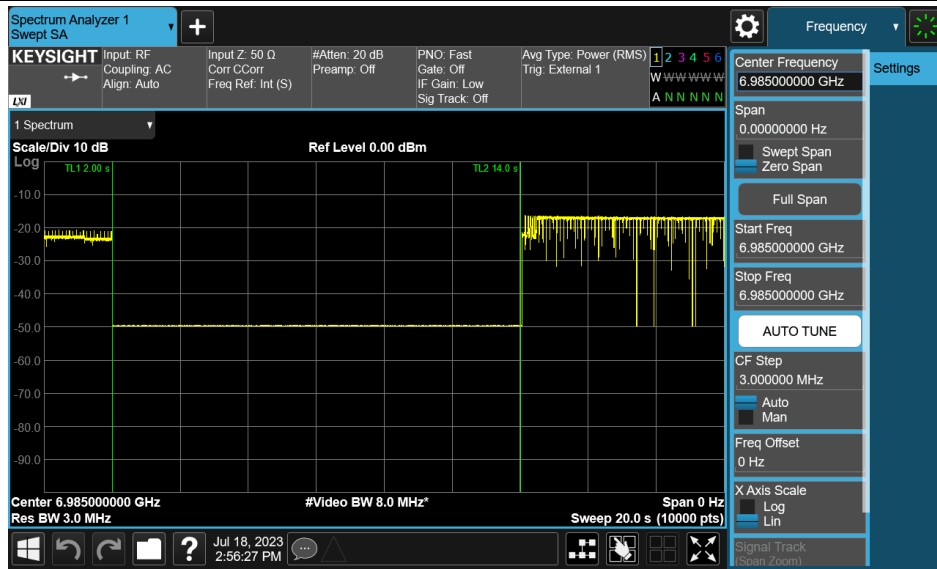 Spectrum Analyzer 1
Swept SA
+
Frequency
KEYSIGHT
LXI
Input: RF
Coupling: AC
Align: Auto
Input Z: 50 Ω
Corr CCorr
Freq Ref: Int (S)
#Atten: 20 dB
Preamp: Off
PNO: Fast
Gate: Off
IF Gain: Low
Sig Track: Off
Avg Type: Power (RMS)
Trig: External 1
1 2 3 4 5 6
W W W W W W
A N N N N N
1 Spectrum
Scale/Div 10 dB
Ref Level 0.00 dBm
Log
TL1 2.00 s
TL2 14.0 s
-10.0
-20.0
-30.0
-40.0
-50.0
-60.0
-70.0
-80.0
-90.0
Center 6.985000000 GHz
#Video BW 8.0 MHz*
Span 0 Hz
Res BW 3.0 MHz
Sweep 20.0 s (10000 pts)
Center Frequency
6.985000000 GHz
Settings
Span
0.00000000 Hz
Swept Span
Zero Span
Full Span
Start Freq
6.985000000 GHz
Stop Freq
6.985000000 GHz
AUTO TUNE
CF Step
3.000000 MHz
Auto
Man
Freq Offset
0 Hz
X Axis Scale
Log
Lin
Signal Track
(Span Zoom)
?
Jul 18, 2023
2:56:27 PM